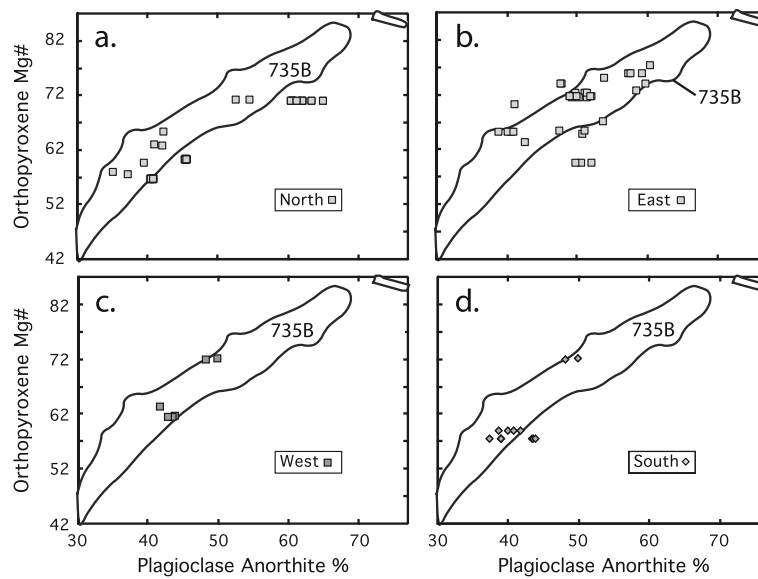 a.
82
72
62
52
42
Orthopyroxene Mg#
735B
North
b.
735B
East
c.
82
72
62
52
42
Orthopyroxene Mg#
735B
West
30 40 50 60 70
Plagioclase Anorthite %
d.
735B
South
30 40 50 60 70
Plagioclase Anorthite %